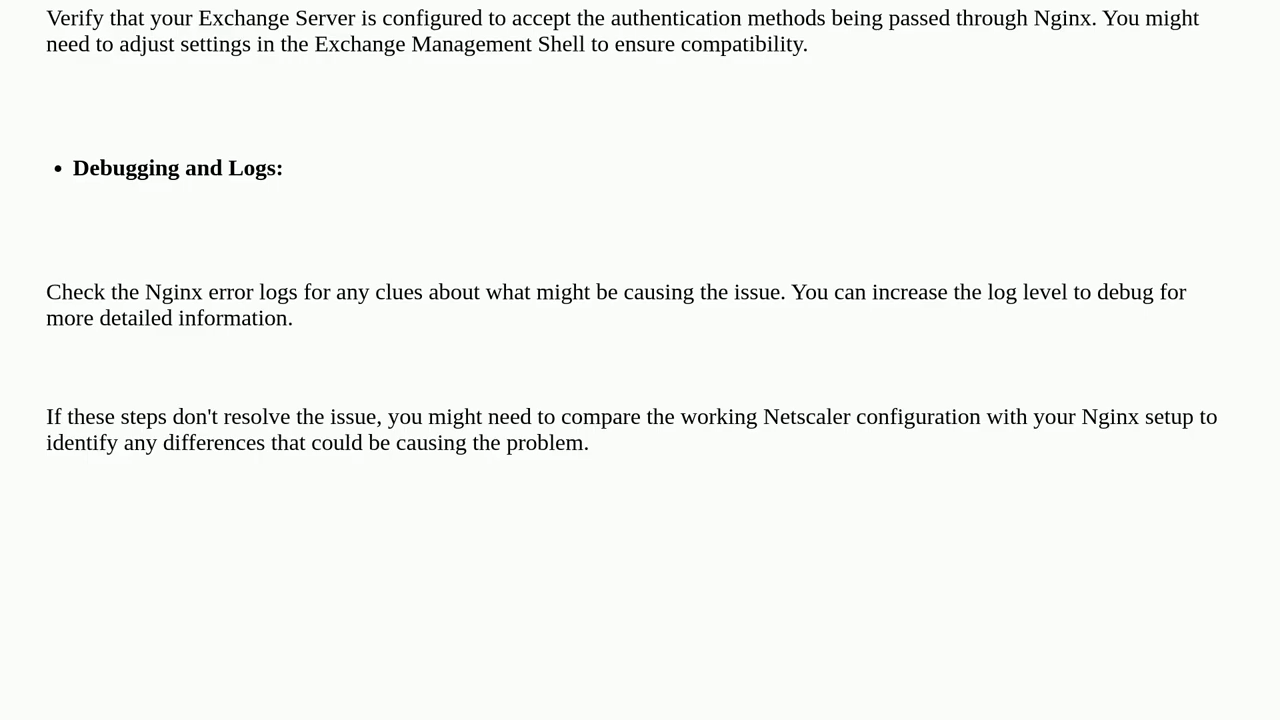 Verify that your Exchange Server is configured to accept the authentication methods being passed through Nginx. You might
need to adjust settings in the Exchange Management Shell to ensure compatibility.
• Debugging and Logs:
Check the Nginx error logs for any clues about what might be causing the issue. You can increase the log level to debug for
more detailed information.
If these steps don't resolve the issue, you might need to compare the working Netscaler configuration with your Nginx setup to
identify any differences that could be causing the problem.